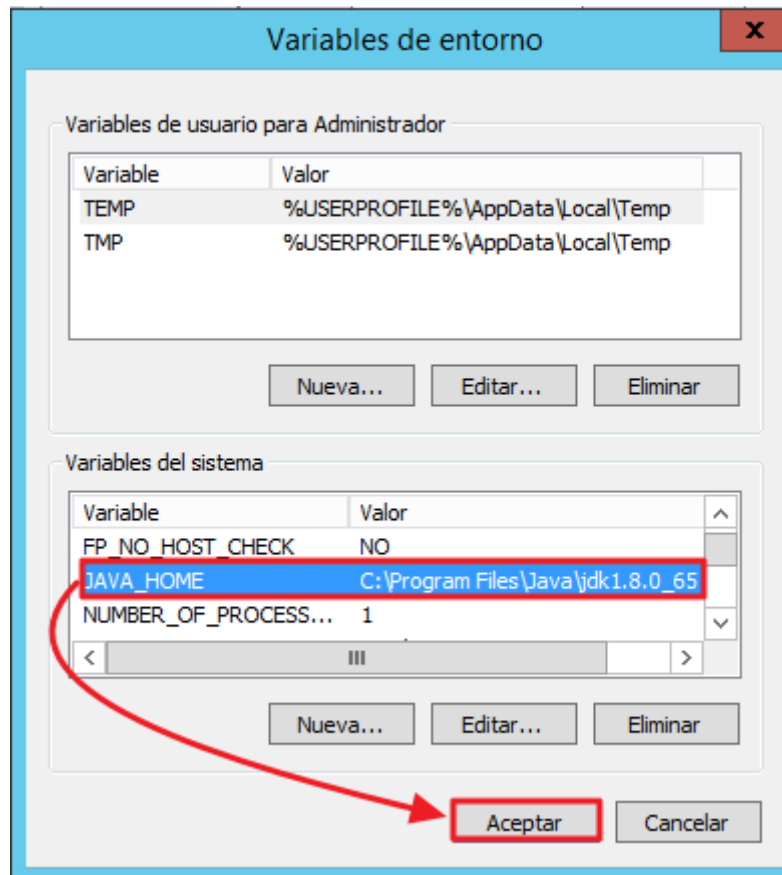 Variables de entorno
x
Variables de usuario para Administrador
Variable Valor
TEMP %USERPROFILE%\AppData\Local\Temp
TMP %USERPROFILE%\AppData\Local\Temp
Nueva... Editar... Eliminar
Variables del sistema
Variable Valor
FP_NO_HOST_CHECK NO
JAVA_HOME C:\Program Files\Java\jdk1.8.0_65
NUMBER_OF_PROCESS... 1
Nueva... Editar... Eliminar
Aceptar Cancelar